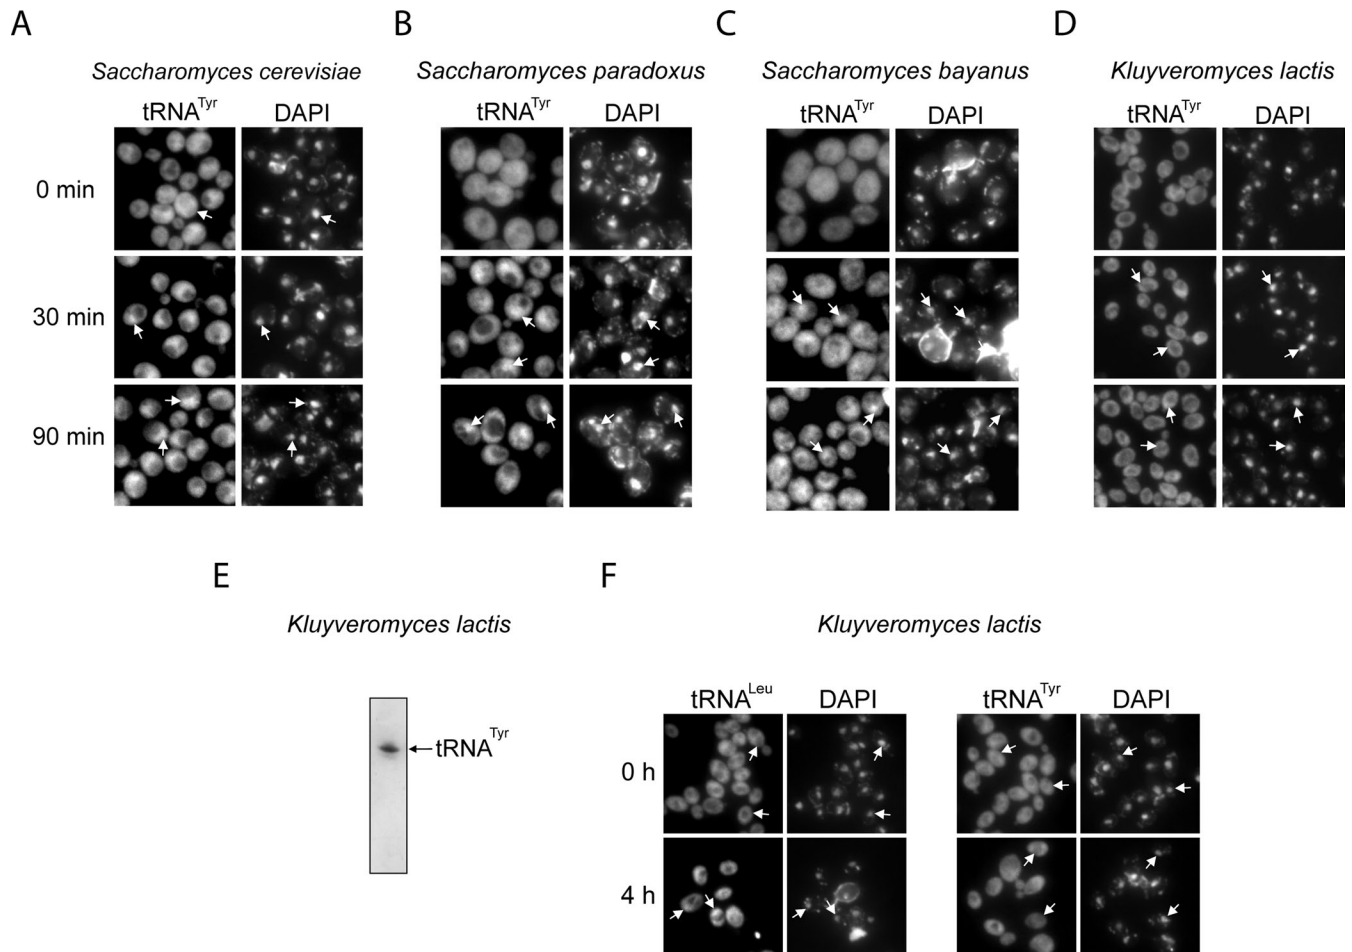 A
B
C
D
Saccharomyces cerevisiae
Saccharomyces paradoxus
Saccharomyces bayanus
Kluyveromyces lactis
tRNATyr DAPI
tRNATyr DAPI
tRNATyr DAPI
tRNATyr DAPI
0 min
30 min
90 min
E
F
Kluyveromyces lactis
Kluyveromyces lactis
tRNATyr
tRNALeu DAPI
tRNATyr DAPI
0 h
4 h